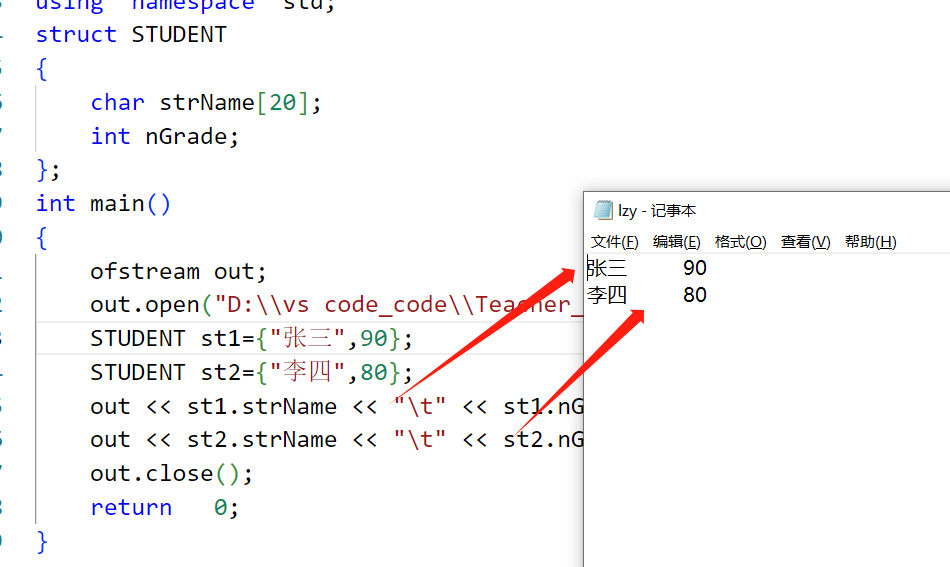 using namespace std;
struct STUDENT
{
char strName[20];
int nGrade;
};
int main()
{
ofstream out;
out.open("D:\\vs code_code\\Teacher_
STUDENT st1={"张三",90};
STUDENT st2={"李四",80};
out << st1.strName << "\t" << st1.nG
out << st2.strName << "\t" << st2.nG
out.close();
return 0;
}
lzy - 记事本
文件(F) 编辑(E) 格式(O) 查看(V) 帮助(H)
张三 90
李四 80